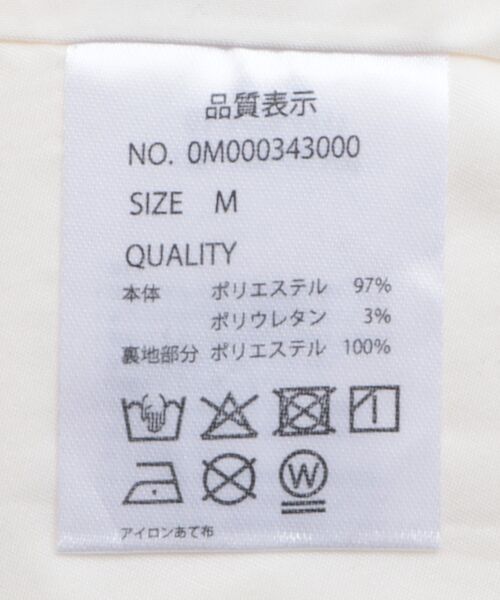 品質表示
NO. 0M000343000
SIZE M
QUALITY
本体 ポリエステル 97%
ポリウレタン 3%
裏地部分 ポリエステル 100%
W
アイロンあて布